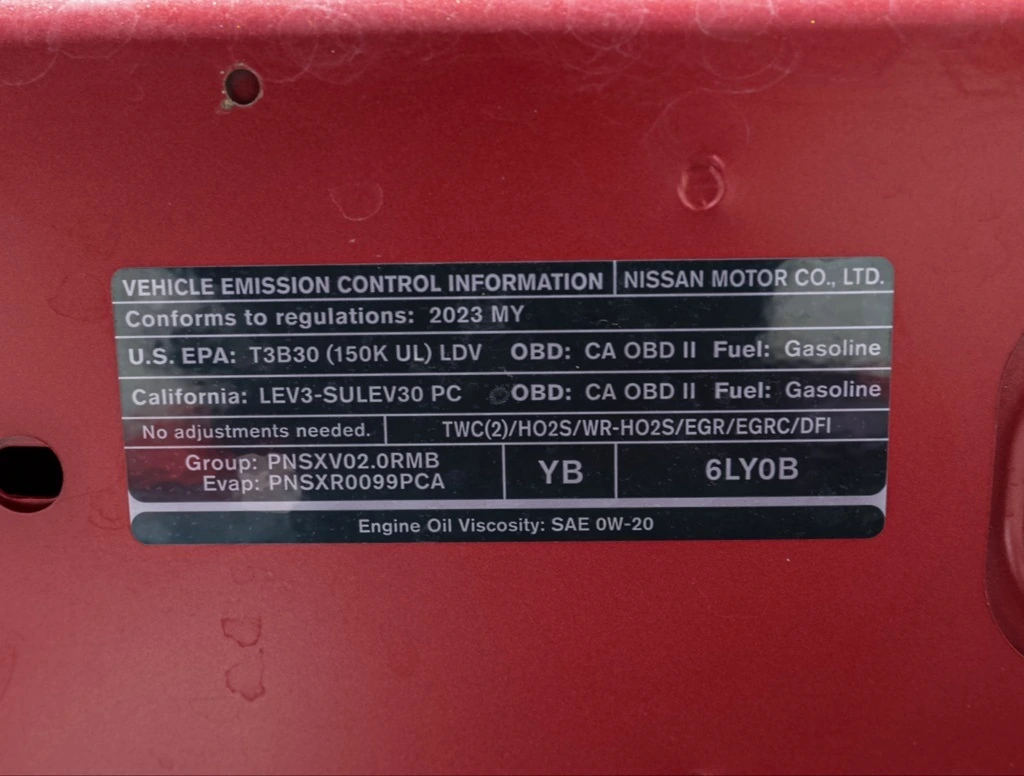 VEHICLE EMISSION CONTROL INFORMATION NISSAN MOTOR CO., LTD.
Conforms to regulations: 2023 MY
U.S. EPA: T3B30 (150K UL) LDV OBD: CA OBD II Fuel: Gasoline
California: LEV3-SULEV30 PC OBD: CA OBD II Fuel: Gasoline
No adjustments needed. TWC(2)/HO2S/WR-HO2S/EGR/EGRC/DFI
Group: PNSXV02.0RMB
Evap: PNSXR0099PCA
YB
6LY0B
Engine Oil Viscosity: SAE 0W-20